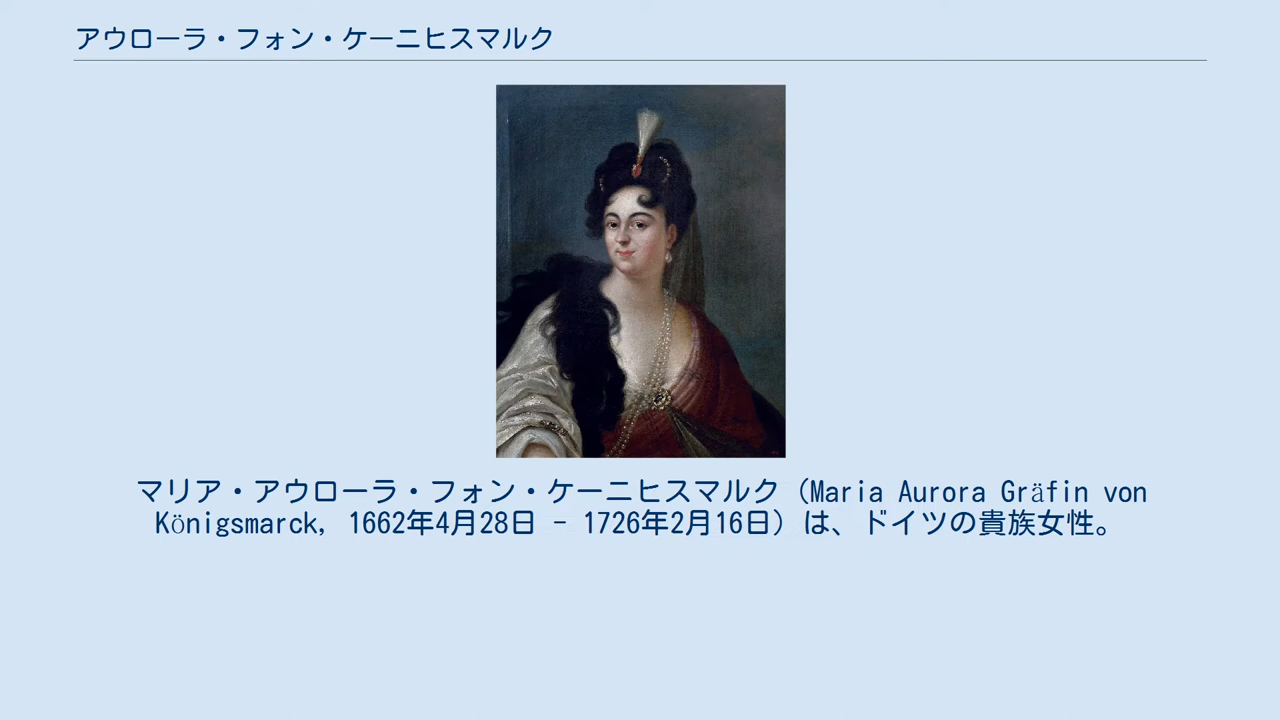 アウローラ・フォン・ケーニヒスマルク
マリア・アウローラ・フォン・ケーニヒスマルク（Maria Aurora Gräfin von
Königsmarck, 1662年4月28日 - 1726年2月16日）は、ドイツの貴族女性。